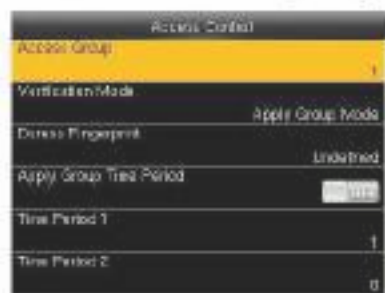 Access Control
Access Group
1
Verification Mode
Apply Group Mode
Duress Fingerprint
Undefined
Apply Group Time Period
Time Period 1
1
Time Period 2
0